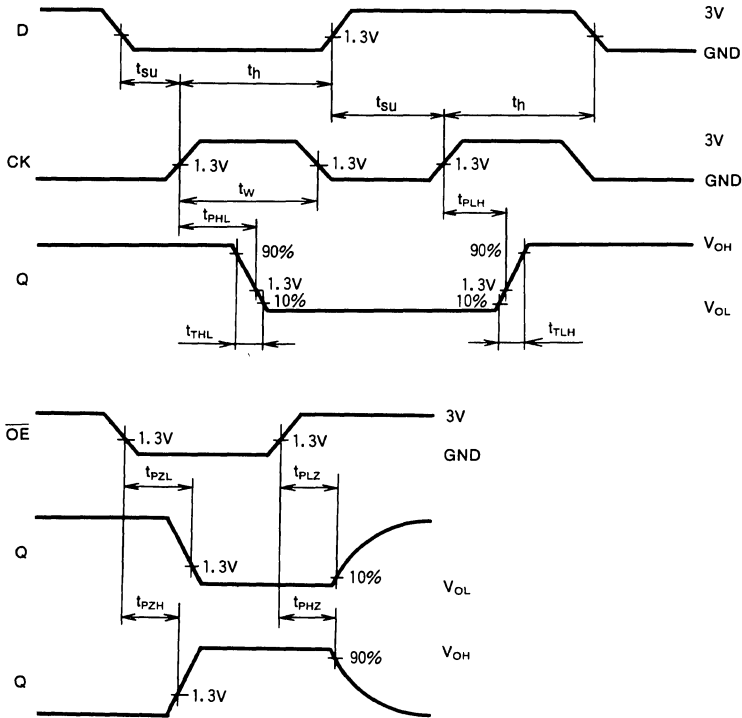 3V
D
1.3V
GND
tsu
th
tsu
th
3V
CK
1.3V
1.3V
1.3V
GND
tw
tPHL
tPLH
VOH
90%
90%
Q
1.3V
1.3V
10%
10%
VOL
tTHL
tTLH
3V
OE
1.3V
1.3V
GND
tPZL
tPLZ
Q
1.3V
10%
VOL
tPZH
tPHZ
VOH
90%
Q
1.3V